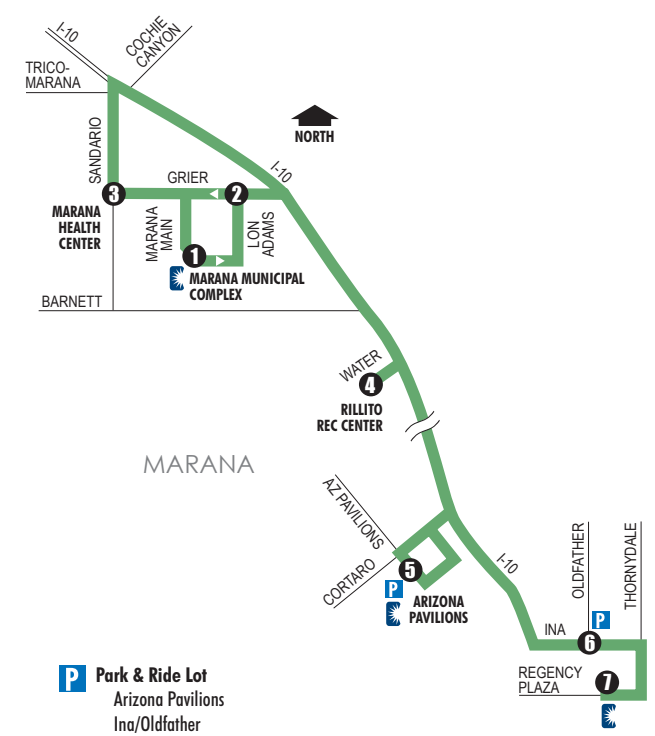 I-10
COCHIE
CANYON
TRICO-
MARANA
NORTH
SANDARIO
GRIER
I-10
3
2
MARANA
HEALTH
CENTER
MARANA
MAIN
LON
ADAMS
1
MARANA MUNICIPAL
COMPLEX
BARNETT
WATER
4
RILLITO
REC CENTER
MARANA
AZ PAVILIONS
CORTARO
5
P
ARIZONA
PAVILIONS
I-10
OLDFATHER
THORNYDALE
P
INA
6
REGENCY
PLAZA
7
P Park & Ride Lot
Arizona Pavilions
Ina/Oldfather